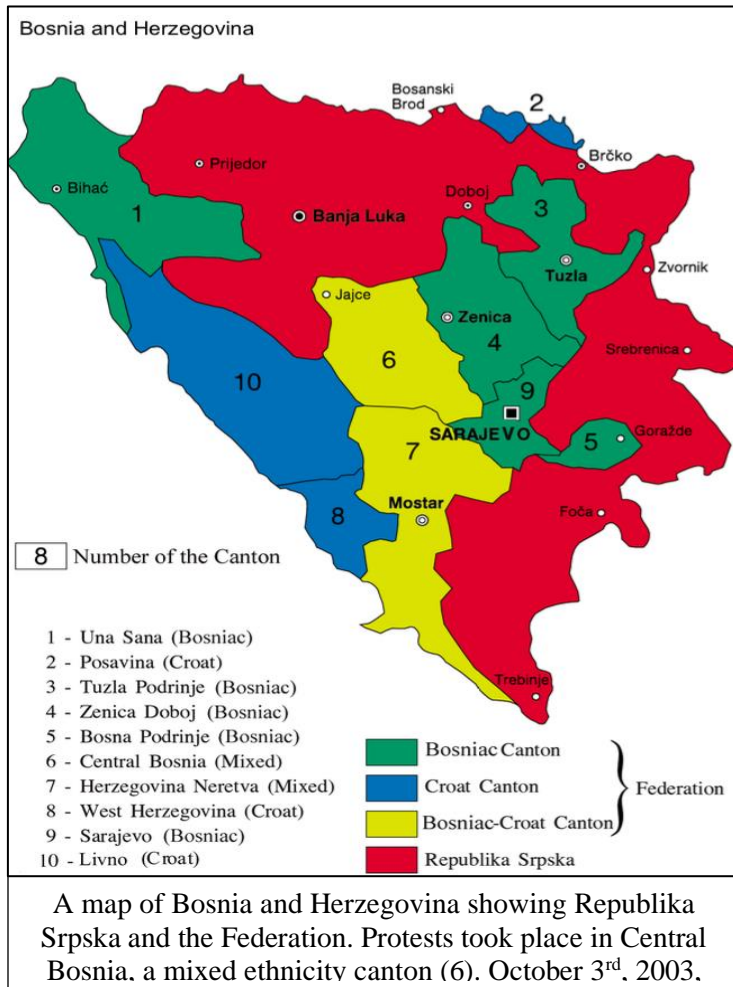 Bosnia and Herzegovina
Bosanski
Brod
2
Brčko
Prijedor
Bihać
Doboj
3
1
Banja Luka
Tuzla
Zvornik
Jajce
Zenica
Srebrenica
6
4
10
9
SARAJEVO
5
Goražde
7
Mostar
8
Foča
Trebinje
8 Number of the Canton
1 - Una Sana (Bosniac)
2 - Posavina (Croat)
3 - Tuzla Podrinje (Bosniac)
4 - Zenica Doboj (Bosniac)
5 - Bosna Podrinje (Bosniac)
6 - Central Bosnia (Mixed)
7 - Herzegovina Neretva (Mixed)
8 - West Herzegovina (Croat)
9 - Sarajevo (Bosniac)
10 - Livno (Croat)
Bosniac Canton
Croat Canton
Bosniac-Croat Canton
Federation
Republika Srpska
A map of Bosnia and Herzegovina showing Republika
Srpska and the Federation. Protests took place in Central
Bosnia, a mixed ethnicity canton (6). October 3rd, 2003,